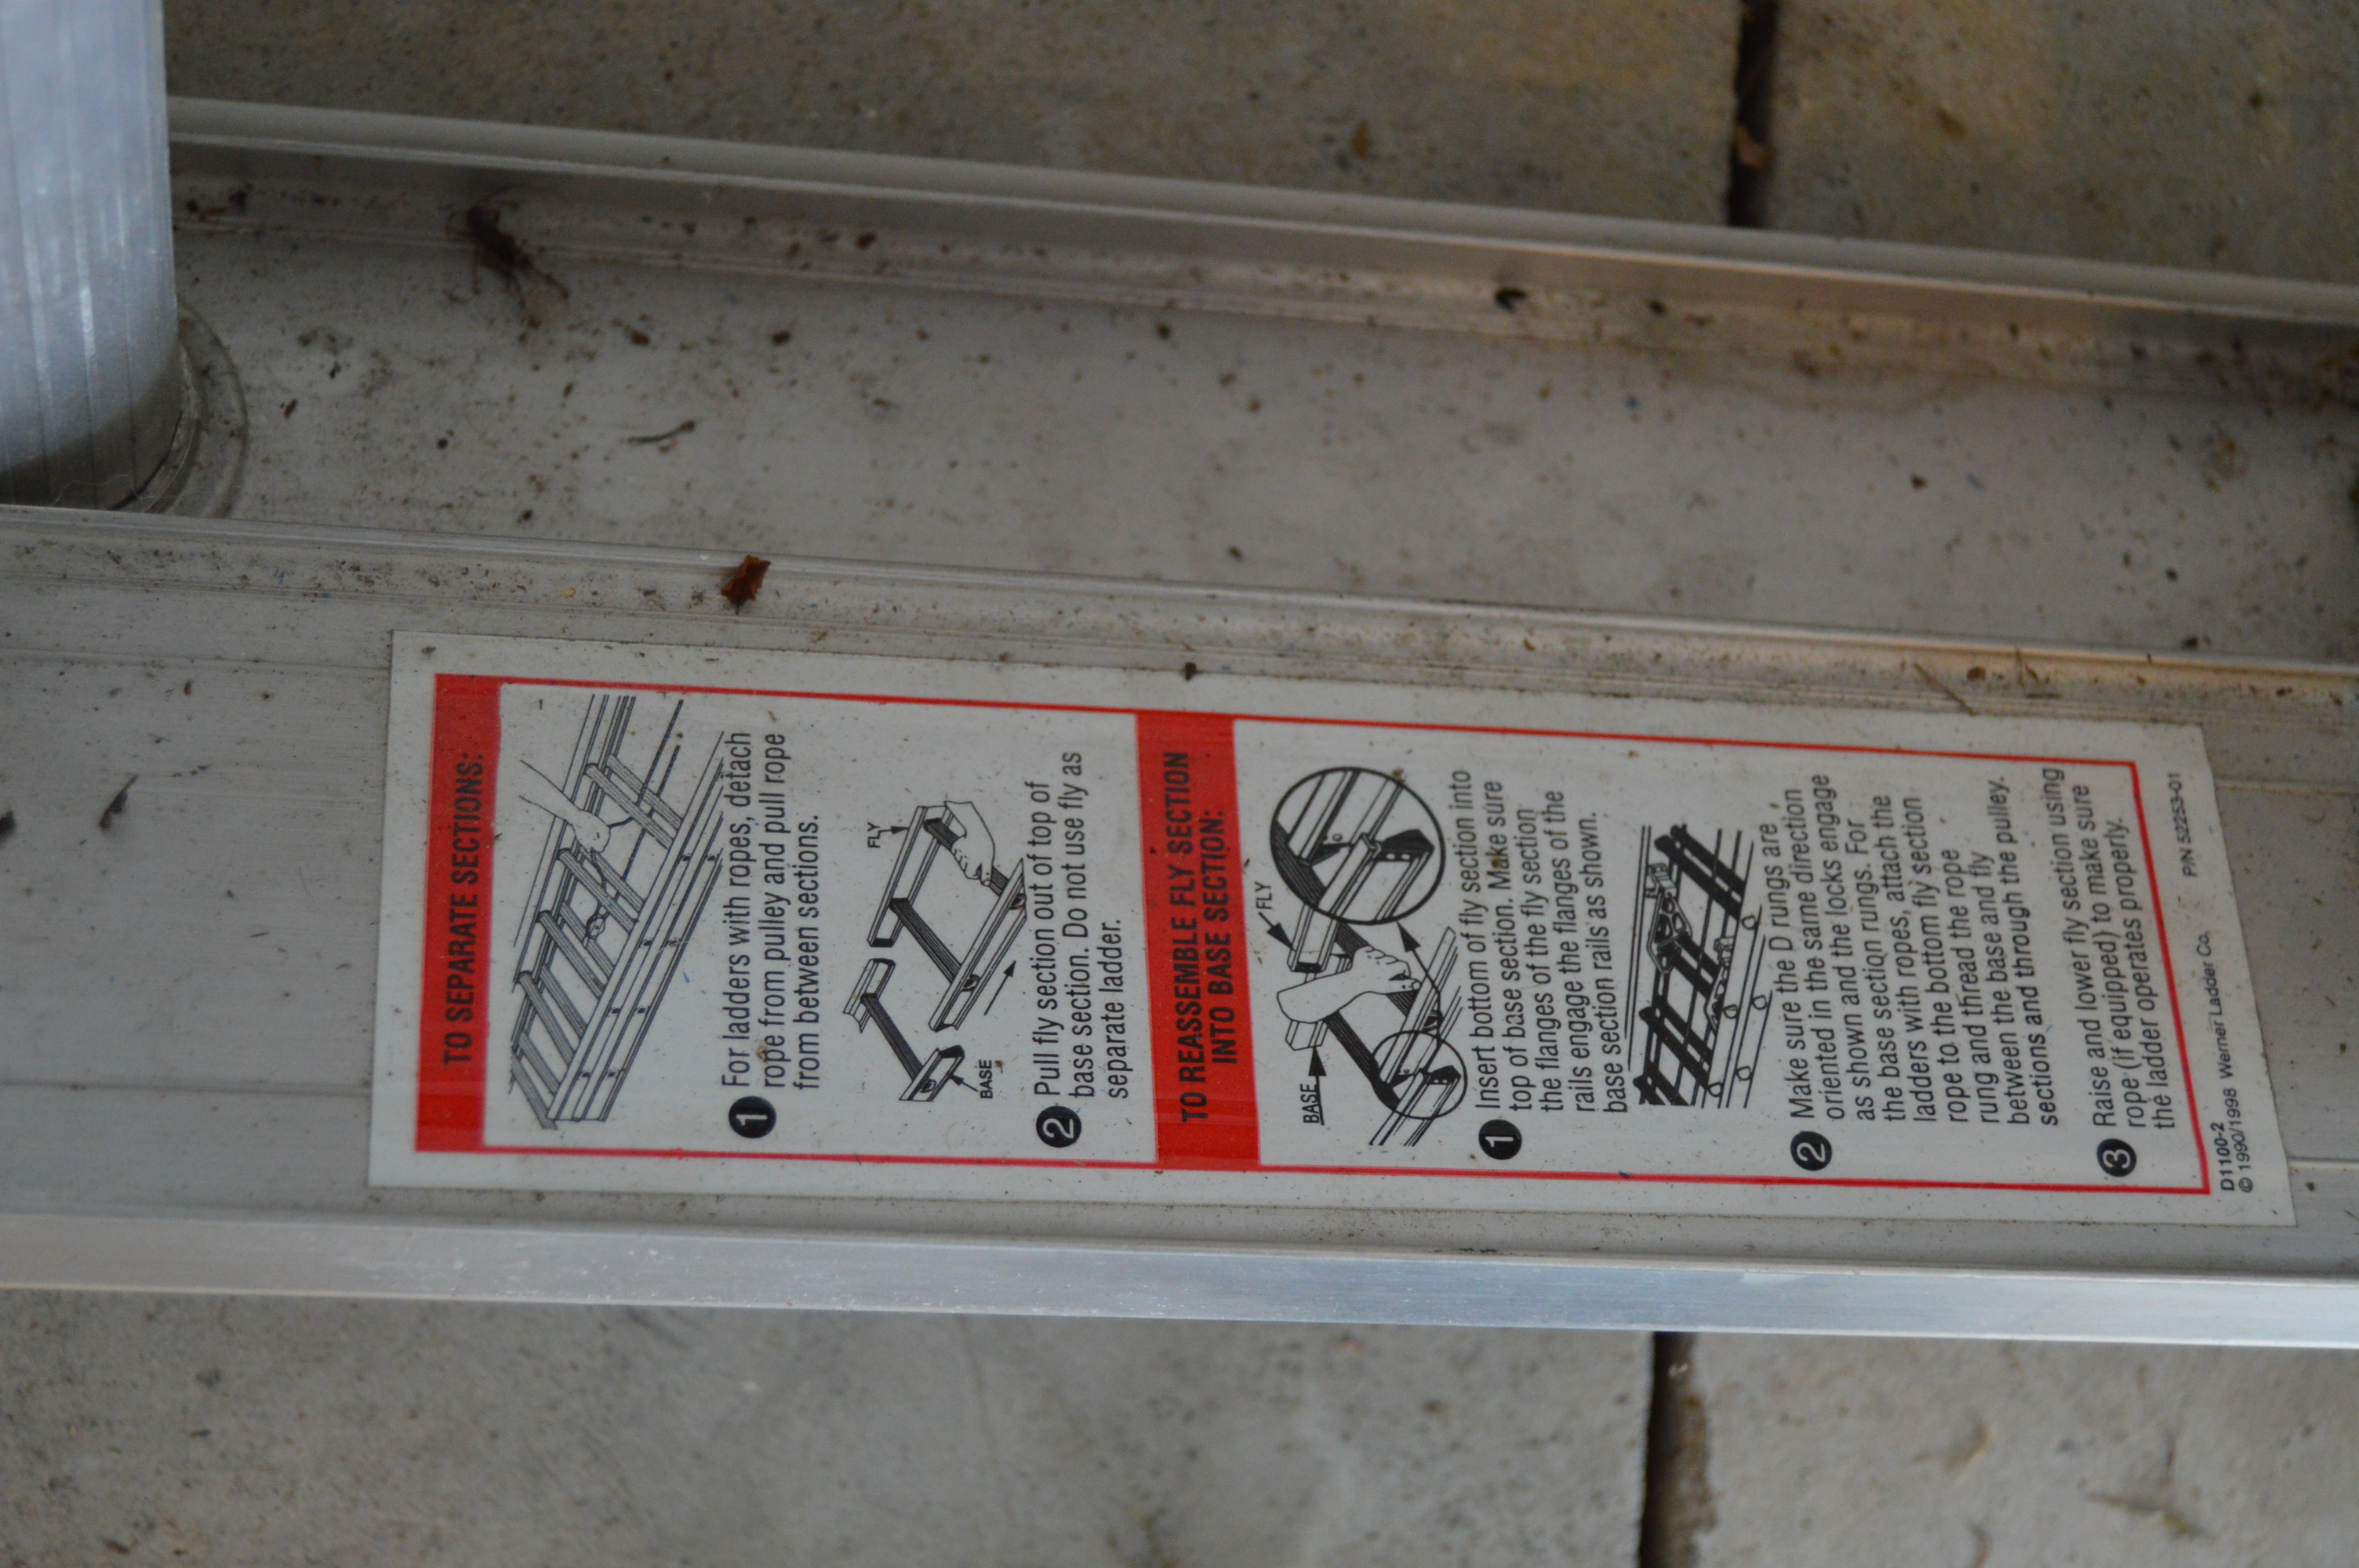 TO SEPARATE SECTIONS:
1 For ladders with ropes, detach
rope from pulley and pull rope
from between sections.
FLY
BASE
2 Pull fly section out of top of
base section. Do not use fly as
separate ladder.
TO REASSEMBLE FLY SECTION
INTO BASE SECTION:
FLY
BASE
1 Insert bottom of fly section into
top of base section. Make sure
the flanges of the fly section
rails engage the flanges of the
base section rails as shown.
2 Make sure the D rungs are
oriented in the same direction
as shown and the locks engage
the base section rungs. For
ladders with ropes, attach the
rope to the bottom fly section
rung and thread the rope
between the base and fly
sections and through the pulley.
3 Raise and lower fly section using
rope (if equipped) to make sure
the ladder operates properly.
P/N 52253-01
D1100-2
© 1990/1998 Werner Ladder Co.